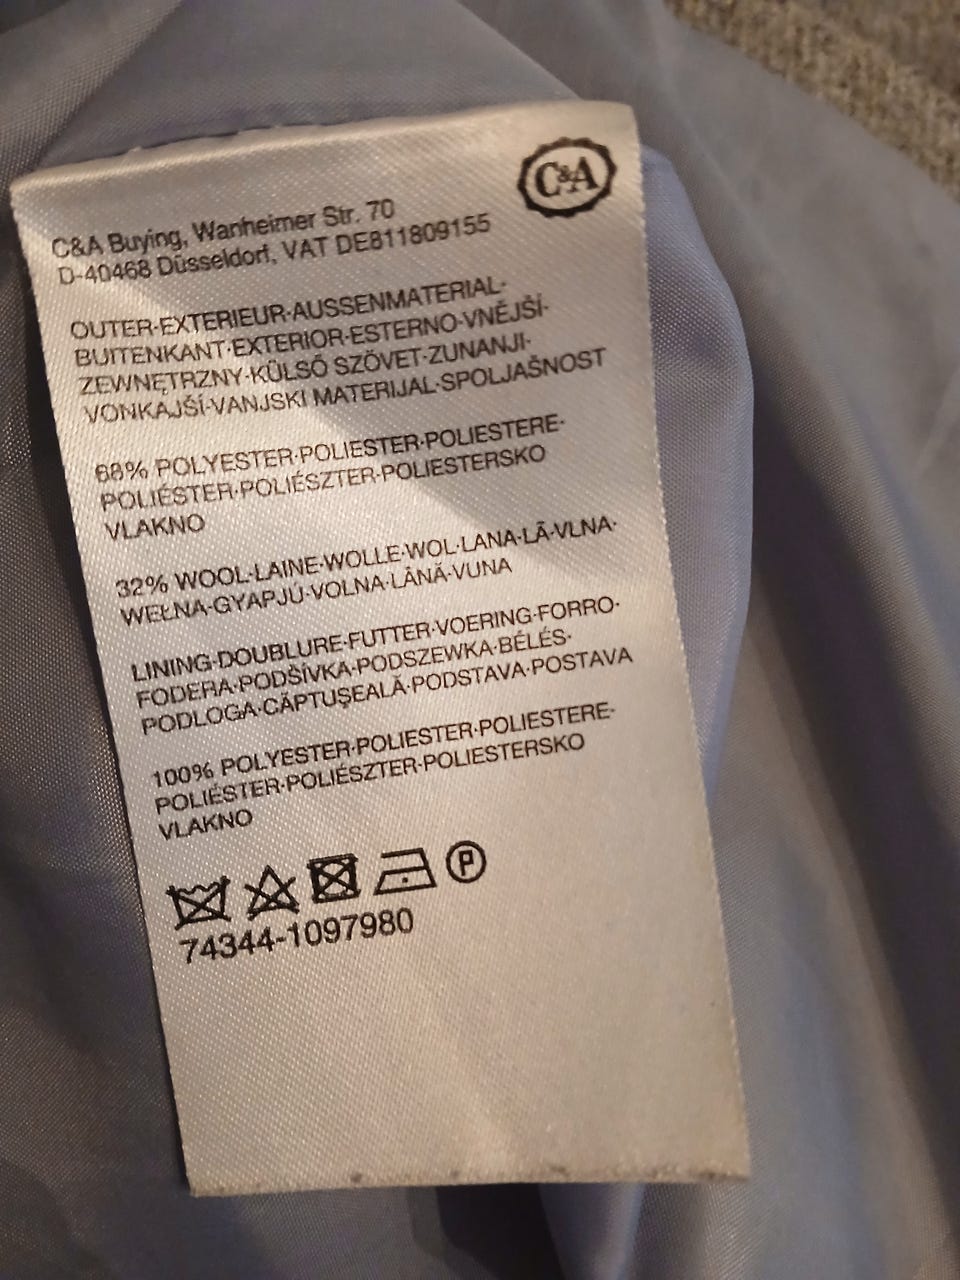 C&A
C&A Buying, Wanheimer Str. 70
D-40468 Düsseldorf, VAT DE811809155
OUTER·EXTERIEUR·AUSSENMATERIAL·
BUITENKANT·EXTERIOR·ESTERNO·VNĚJŠÍ·
ZEWNĘTRZNY·KÜLSŐ SZÖVET·ZUNANJI·
VONKAJŠÍ·VANJSKI MATERIJAL·SPOLJAŠNOST
68% POLYESTER·POLIESTER·POLIESTERE·
POLIÉSTER·POLIÉSZTER·POLIESTERSKO
VLAKNO
32% WOOL·LAINE·WOLLE·WOL·LANA·LÃ·VLNA·
WEŁNA·GYAPJÚ·VOLNA·LÂNĂ·VUNA
LINING·DOUBLURE·FUTTER·VOERING·FORRO·
FODERA·PODŠÍVKA·PODSZEWKA·BÉLÉS·
PODLOGA·CĂPTUŞEALĂ·PODSTAVA·POSTAVA
100% POLYESTER·POLIESTER·POLIESTERE·
POLIÉSTER·POLIÉSZTER·POLIESTERSKO
VLAKNO
P
74344-1097980